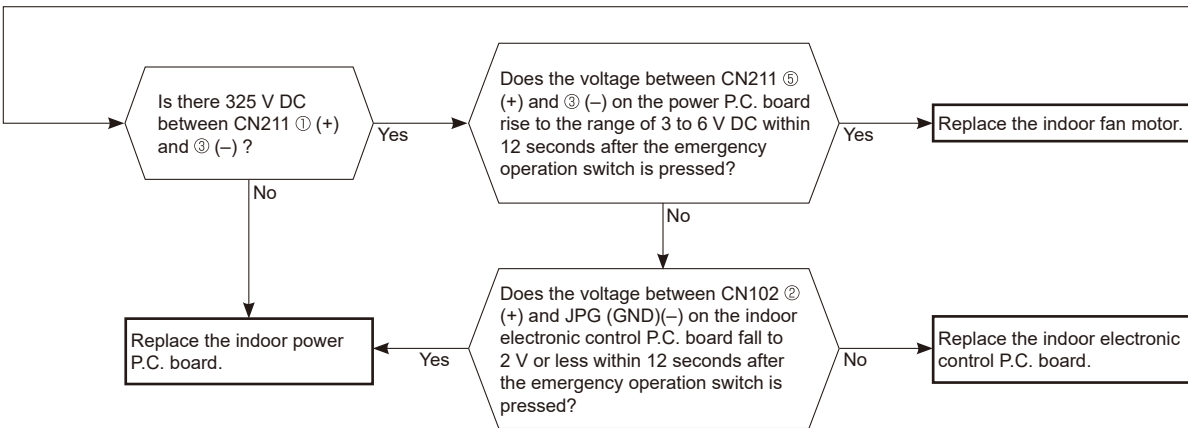 Is there 325 V DC
between CN211 ① (+)
and ③ (–) ?
Yes
No
Does the voltage between CN211 ⑤
(+) and ③ (–) on the power P.C. board
rise to the range of 3 to 6 V DC within
12 seconds after the emergency
operation switch is pressed?
Yes
No
Replace the indoor fan motor.
Replace the indoor power
P.C. board.
Yes
Does the voltage between CN102 ②
(+) and JPG (GND)(–) on the indoor
electronic control P.C. board fall to
2 V or less within 12 seconds after
the emergency operation switch is
pressed?
No
Replace the indoor electronic
control P.C. board.